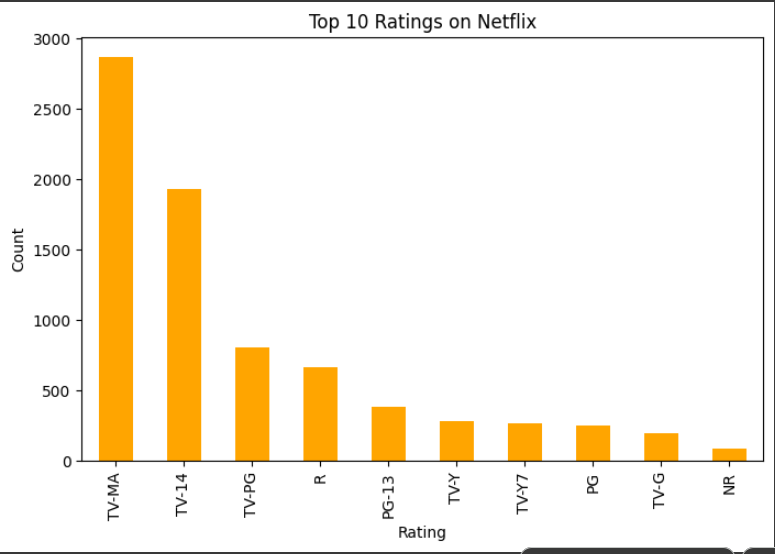 Top 10 Ratings on Netflix
3000
2500
2000
1500
1000
500
0
Count
TV-MA
TV-14
TV-PG
R
PG-13
TV-Y
TV-Y7
PG
TV-G
NR
Rating